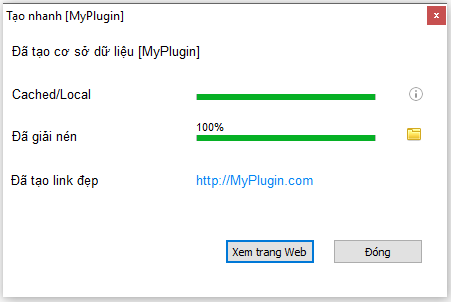 Tạo nhanh [MyPlugin]
x
Đã tạo cơ sở dữ liệu [MyPlugin]
Cached/Local
100%
Đã giải nén
Đã tạo link đẹp http://MyPlugin.com
Xem trang Web Đóng